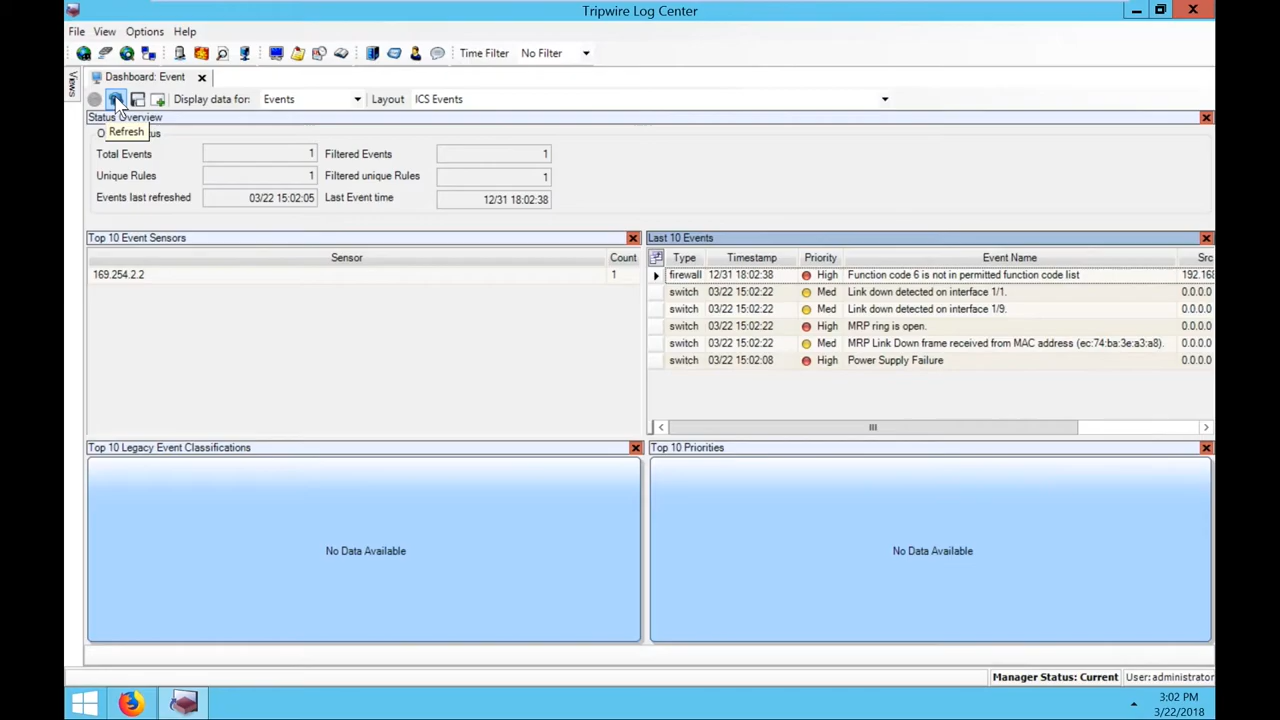 Tripwire Log Center
File View Options Help
Time Filter No Filter
Views
Dashboard: Event
Display data for: Events Layout ICS Events
Status Overview
Refresh
Total Events 1 Filtered Events 1
Unique Rules 1 Filtered unique Rules 1
Events last refreshed 03/22 15:02:05 Last Event time 12/31 18:02:38
Top 10 Event Sensors
Sensor Count
169.254.2.2 1
Last 10 Events
Type Timestamp Priority Event Name Src
firewall 12/31 18:02:38 High Function code 6 is not in permitted function code list 192.168
switch 03/22 15:02:22 Med Link down detected on interface 1/1. 0.0.0.0
switch 03/22 15:02:22 Med Link down detected on interface 1/9. 0.0.0.0
switch 03/22 15:02:22 High MRP ring is open. 0.0.0.0
switch 03/22 15:02:22 Med MRP Link Down frame received from MAC address (ec:74:ba:3e:a3:a8). 0.0.0.0
switch 03/22 15:02:08 High Power Supply Failure 0.0.0.0
Top 10 Legacy Event Classifications
No Data Available
Top 10 Priorities
No Data Available
Manager Status: Current User: administrator
3:02 PM
3/22/2018